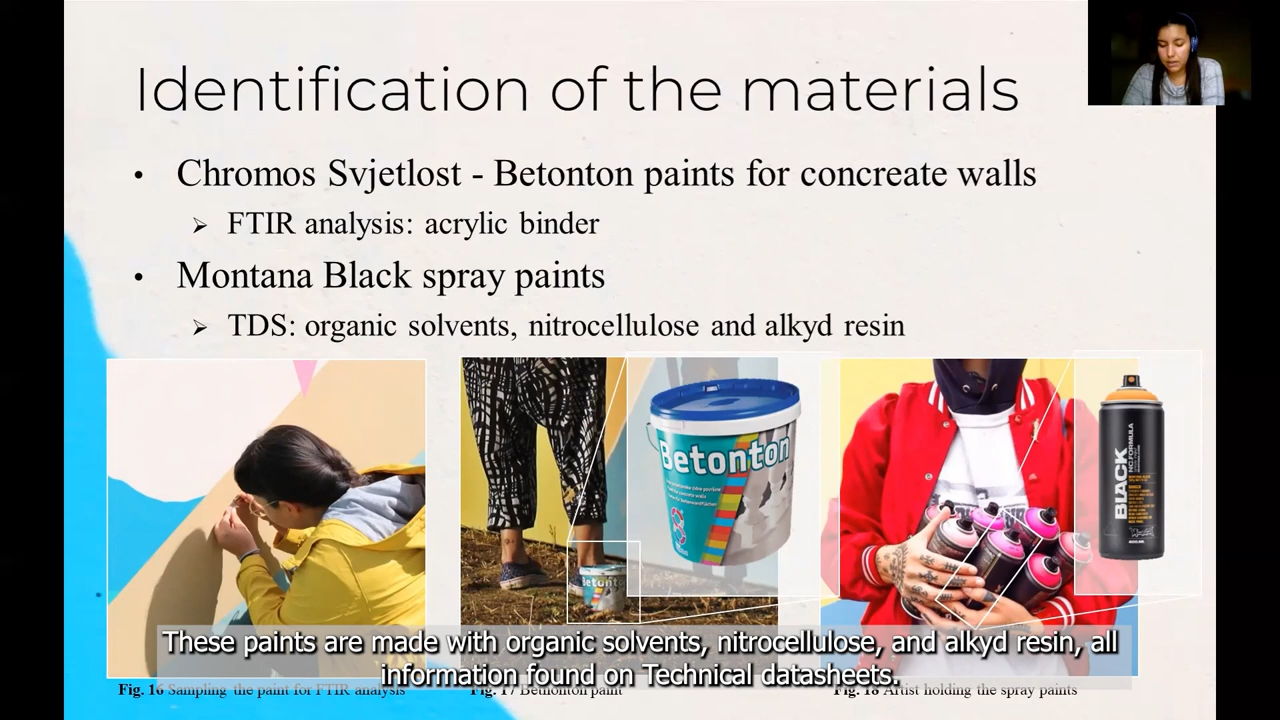 Identification of the materials
• Chromos Svjetlost - Betonton paints for concreate walls
➢ FTIR analysis: acrylic binder
• Montana Black spray paints
➢ TDS: organic solvents, nitrocellulose and alkyd resin
Betonton
Betonton
BLACK
NC-FORMULA
These paints are made with organic solvents, nitrocellulose, and alkyd resin, all
information found on Technical datasheets.
Fig. 16 Sampling the paint for FTIR analysis
Fig. 17 Bethonton paint
Fig. 18 Artist holding the spray paints